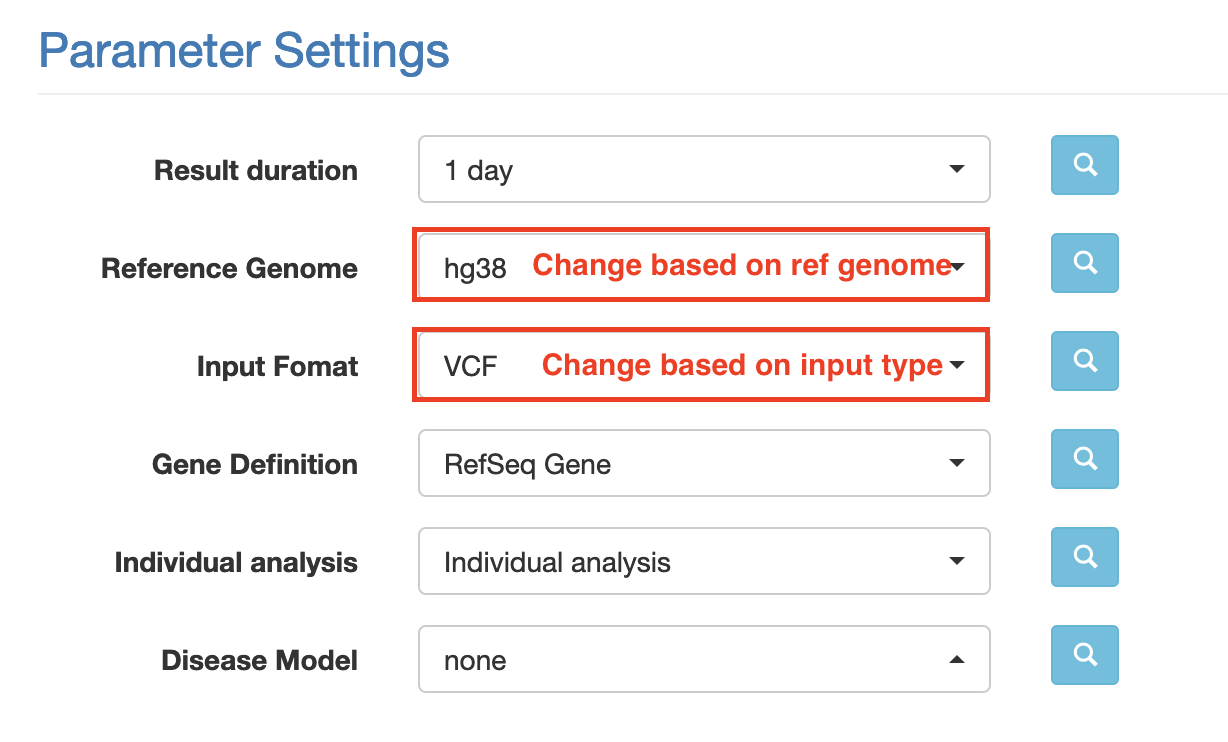 Parameter Settings
Result duration 1 day
Reference Genome hg38 Change based on ref genome
Input Fomat VCF Change based on input type
Gene Definition RefSeq Gene
Individual analysis Individual analysis
Disease Model none